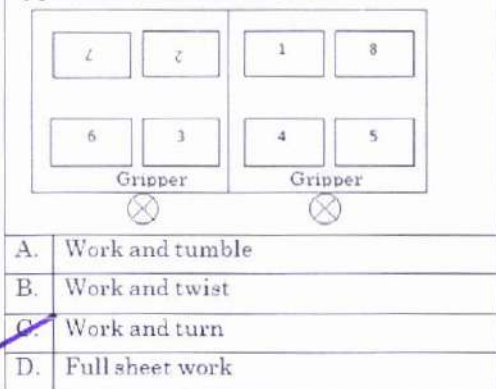 7 2 1 8
6 3 4 5
Gripper Gripper
A. Work and tumble
B. Work and twist
C. Work and turn
D. Full sheet work